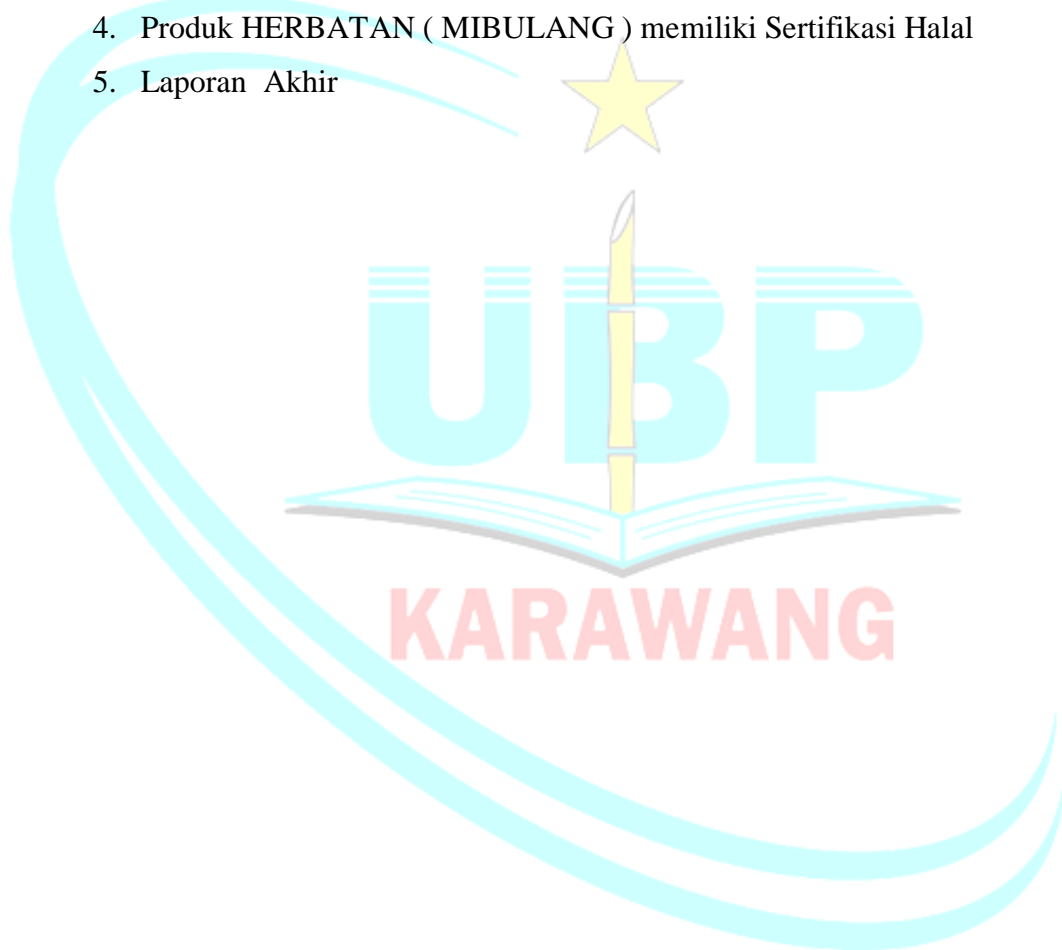 4. Produk HERBATAN ( MIBULANG ) memiliki Sertifikasi Halal
5. Laporan Akhir
UBP
KARAWANG